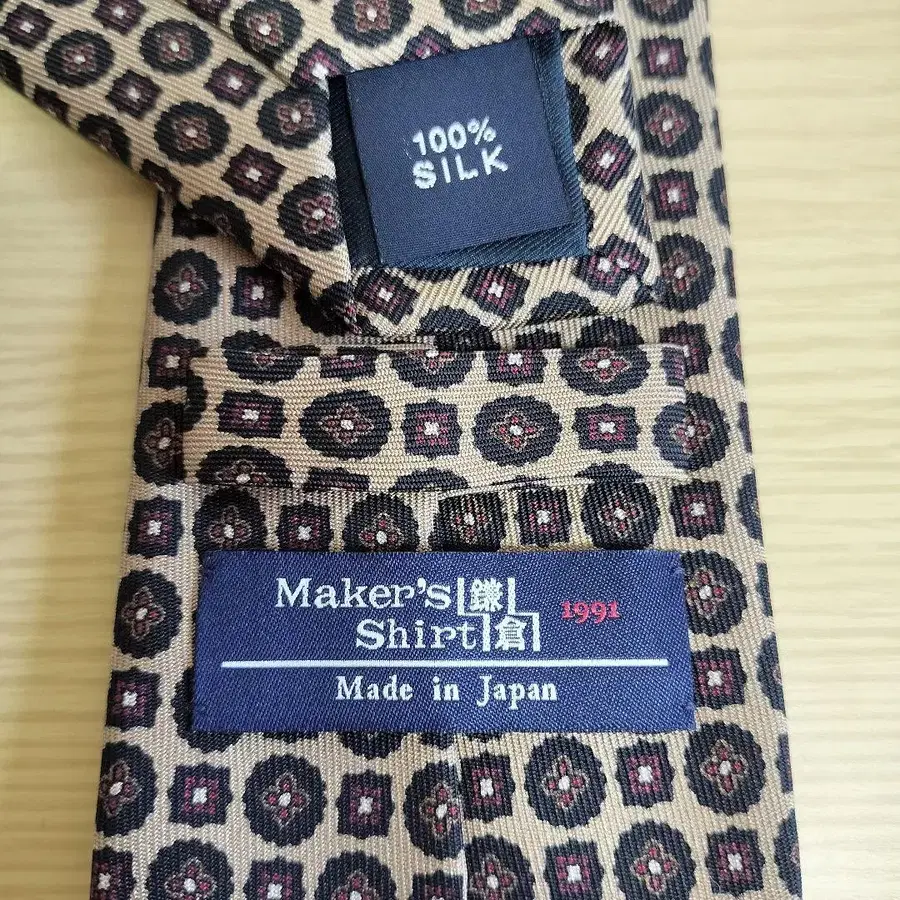 100%
SILK
Maker's 鎌 1991
Shirt 倉
Made in Japan